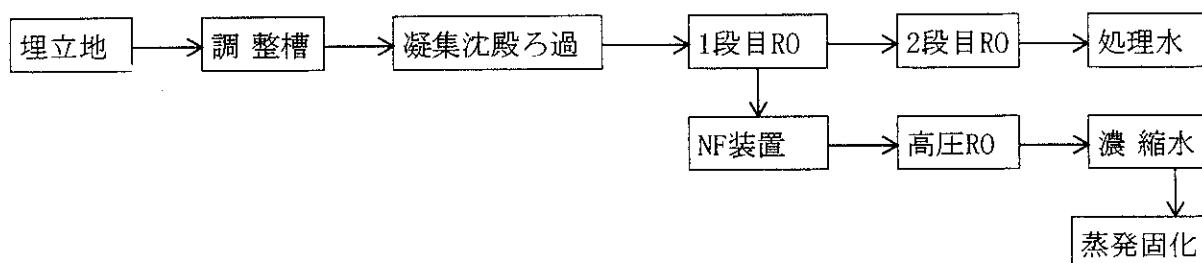 埋立地
調 整槽
凝集沈殿ろ過
1段目RO
2段目RO
処理水
NF装置
高圧RO
濃 縮水
蒸発固化